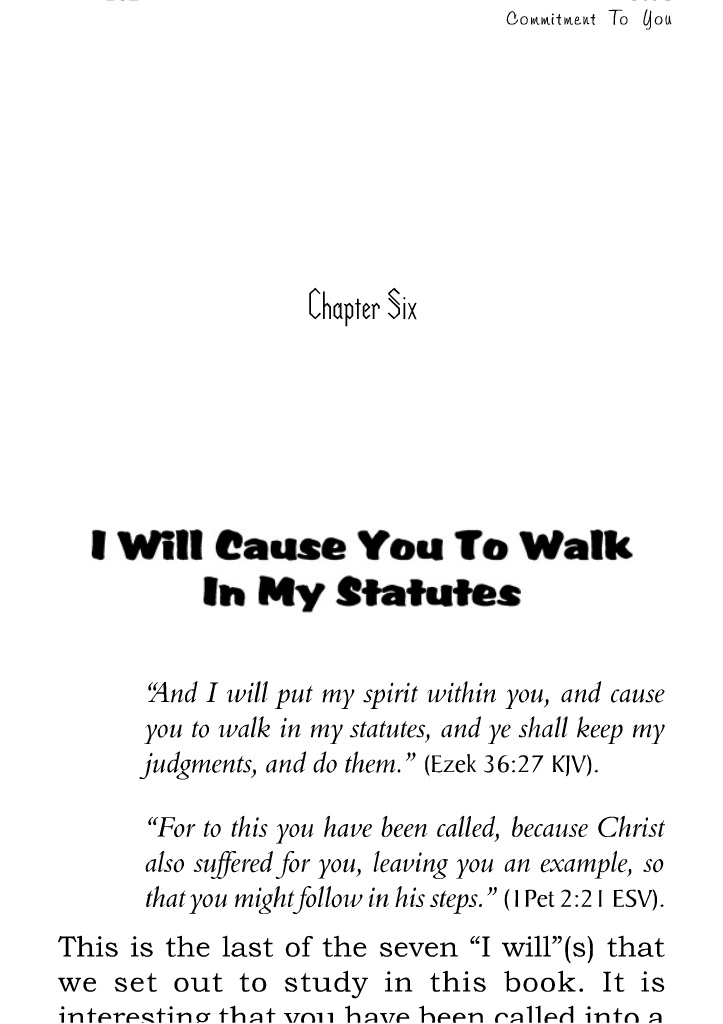 Commitment To You
Chapter Six
I Will Cause You To Walk
In My Statutes
“And I will put my spirit within you, and cause
you to walk in my statutes, and ye shall keep my
judgments, and do them.” (Ezek 36:27 KJV).
“For to this you have been called, because Christ
also suffered for you, leaving you an example, so
that you might follow in his steps.” (1Pet 2:21 ESV).
This is the last of the seven “I will”(s) that
we set out to study in this book. It is
interesting that you have been called into a